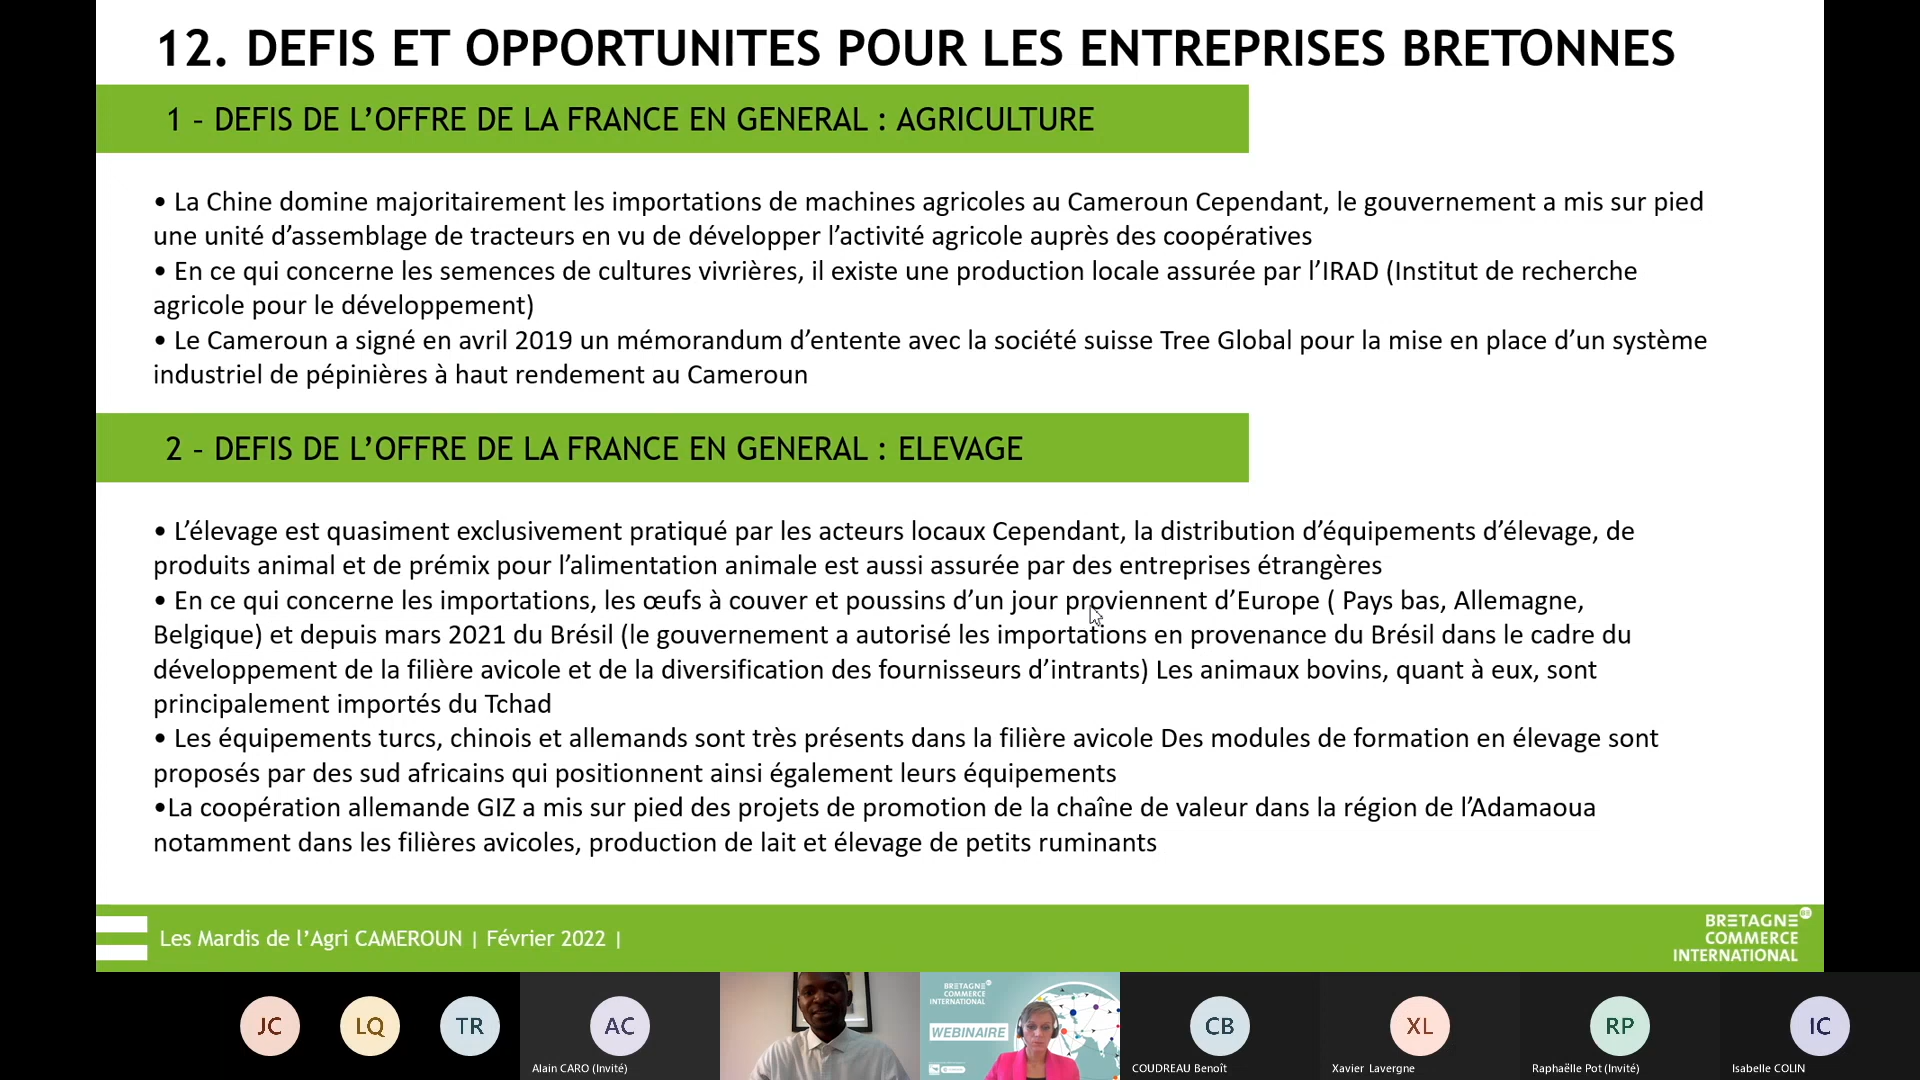 12. DEFIS ET OPPORTUNITES POUR LES ENTREPRISES BRETONNES
1 – DEFIS DE L’OFFRE DE LA FRANCE EN GENERAL : AGRICULTURE
• La Chine domine majoritairement les importations de machines agricoles au Cameroun Cependant, le gouvernement a mis sur pied
une unité d’assemblage de tracteurs en vu de développer l’activité agricole auprès des coopératives
• En ce qui concerne les semences de cultures vivrières, il existe une production locale assurée par l’IRAD (Institut de recherche
agricole pour le développement)
• Le Cameroun a signé en avril 2019 un mémorandum d’entente avec la société suisse Tree Global pour la mise en place d’un système
industriel de pépinières à haut rendement au Cameroun
2 – DEFIS DE L’OFFRE DE LA FRANCE EN GENERAL : ELEVAGE
• L’élevage est quasiment exclusivement pratiqué par les acteurs locaux Cependant, la distribution d’équipements d’élevage, de
produits animal et de prémix pour l’alimentation animale est aussi assurée par des entreprises étrangères
• En ce qui concerne les importations, les œufs à couver et poussins d’un jour proviennent d’Europe ( Pays bas, Allemagne,
Belgique) et depuis mars 2021 du Brésil (le gouvernement a autorisé les importations en provenance du Brésil dans le cadre du
développement de la filière avicole et de la diversification des fournisseurs d’intrants) Les animaux bovins, quant à eux, sont
principalement importés du Tchad
• Les équipements turcs, chinois et allemands sont très présents dans la filière avicole Des modules de formation en élevage sont
proposés par des sud africains qui positionnent ainsi également leurs équipements
•La coopération allemande GIZ a mis sur pied des projets de promotion de la chaîne de valeur dans la région de l’Adamaoua
notamment dans les filières avicoles, production de lait et élevage de petits ruminants
Les Mardis de l’Agri CAMEROUN | Février 2022 |
BRETAGNE
COMMERCE
INTERNATIONAL
JC
LQ
TR
AC
Alain CARO (Invité)
BRETAGNE
COMMERCE
INTERNATIONAL
WEBINAIRE
CB
COUDREAU Benoît
XL
Xavier Lavergne
RP
Raphaëlle Pot (Invité)
IC
Isabelle COLIN